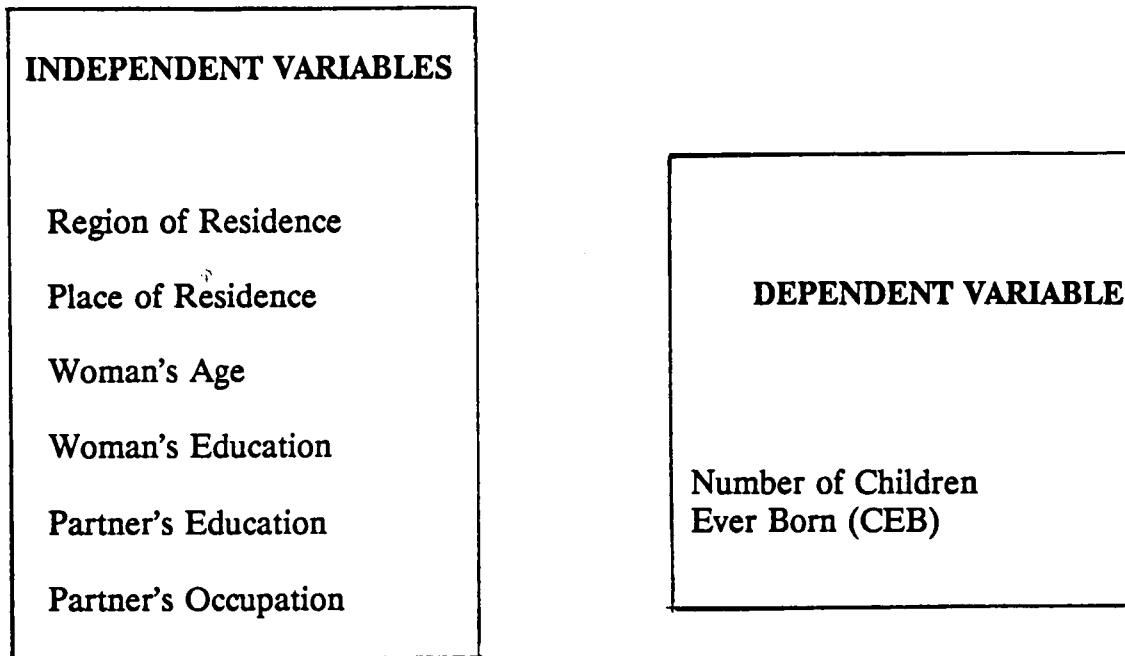 INDEPENDENT VARIABLES
Region of Residence
Place of Residence
Woman's Age
Woman's Education
Partner's Education
Partner's Occupation
DEPENDENT VARIABLE
Number of Children
Ever Born (CEB)